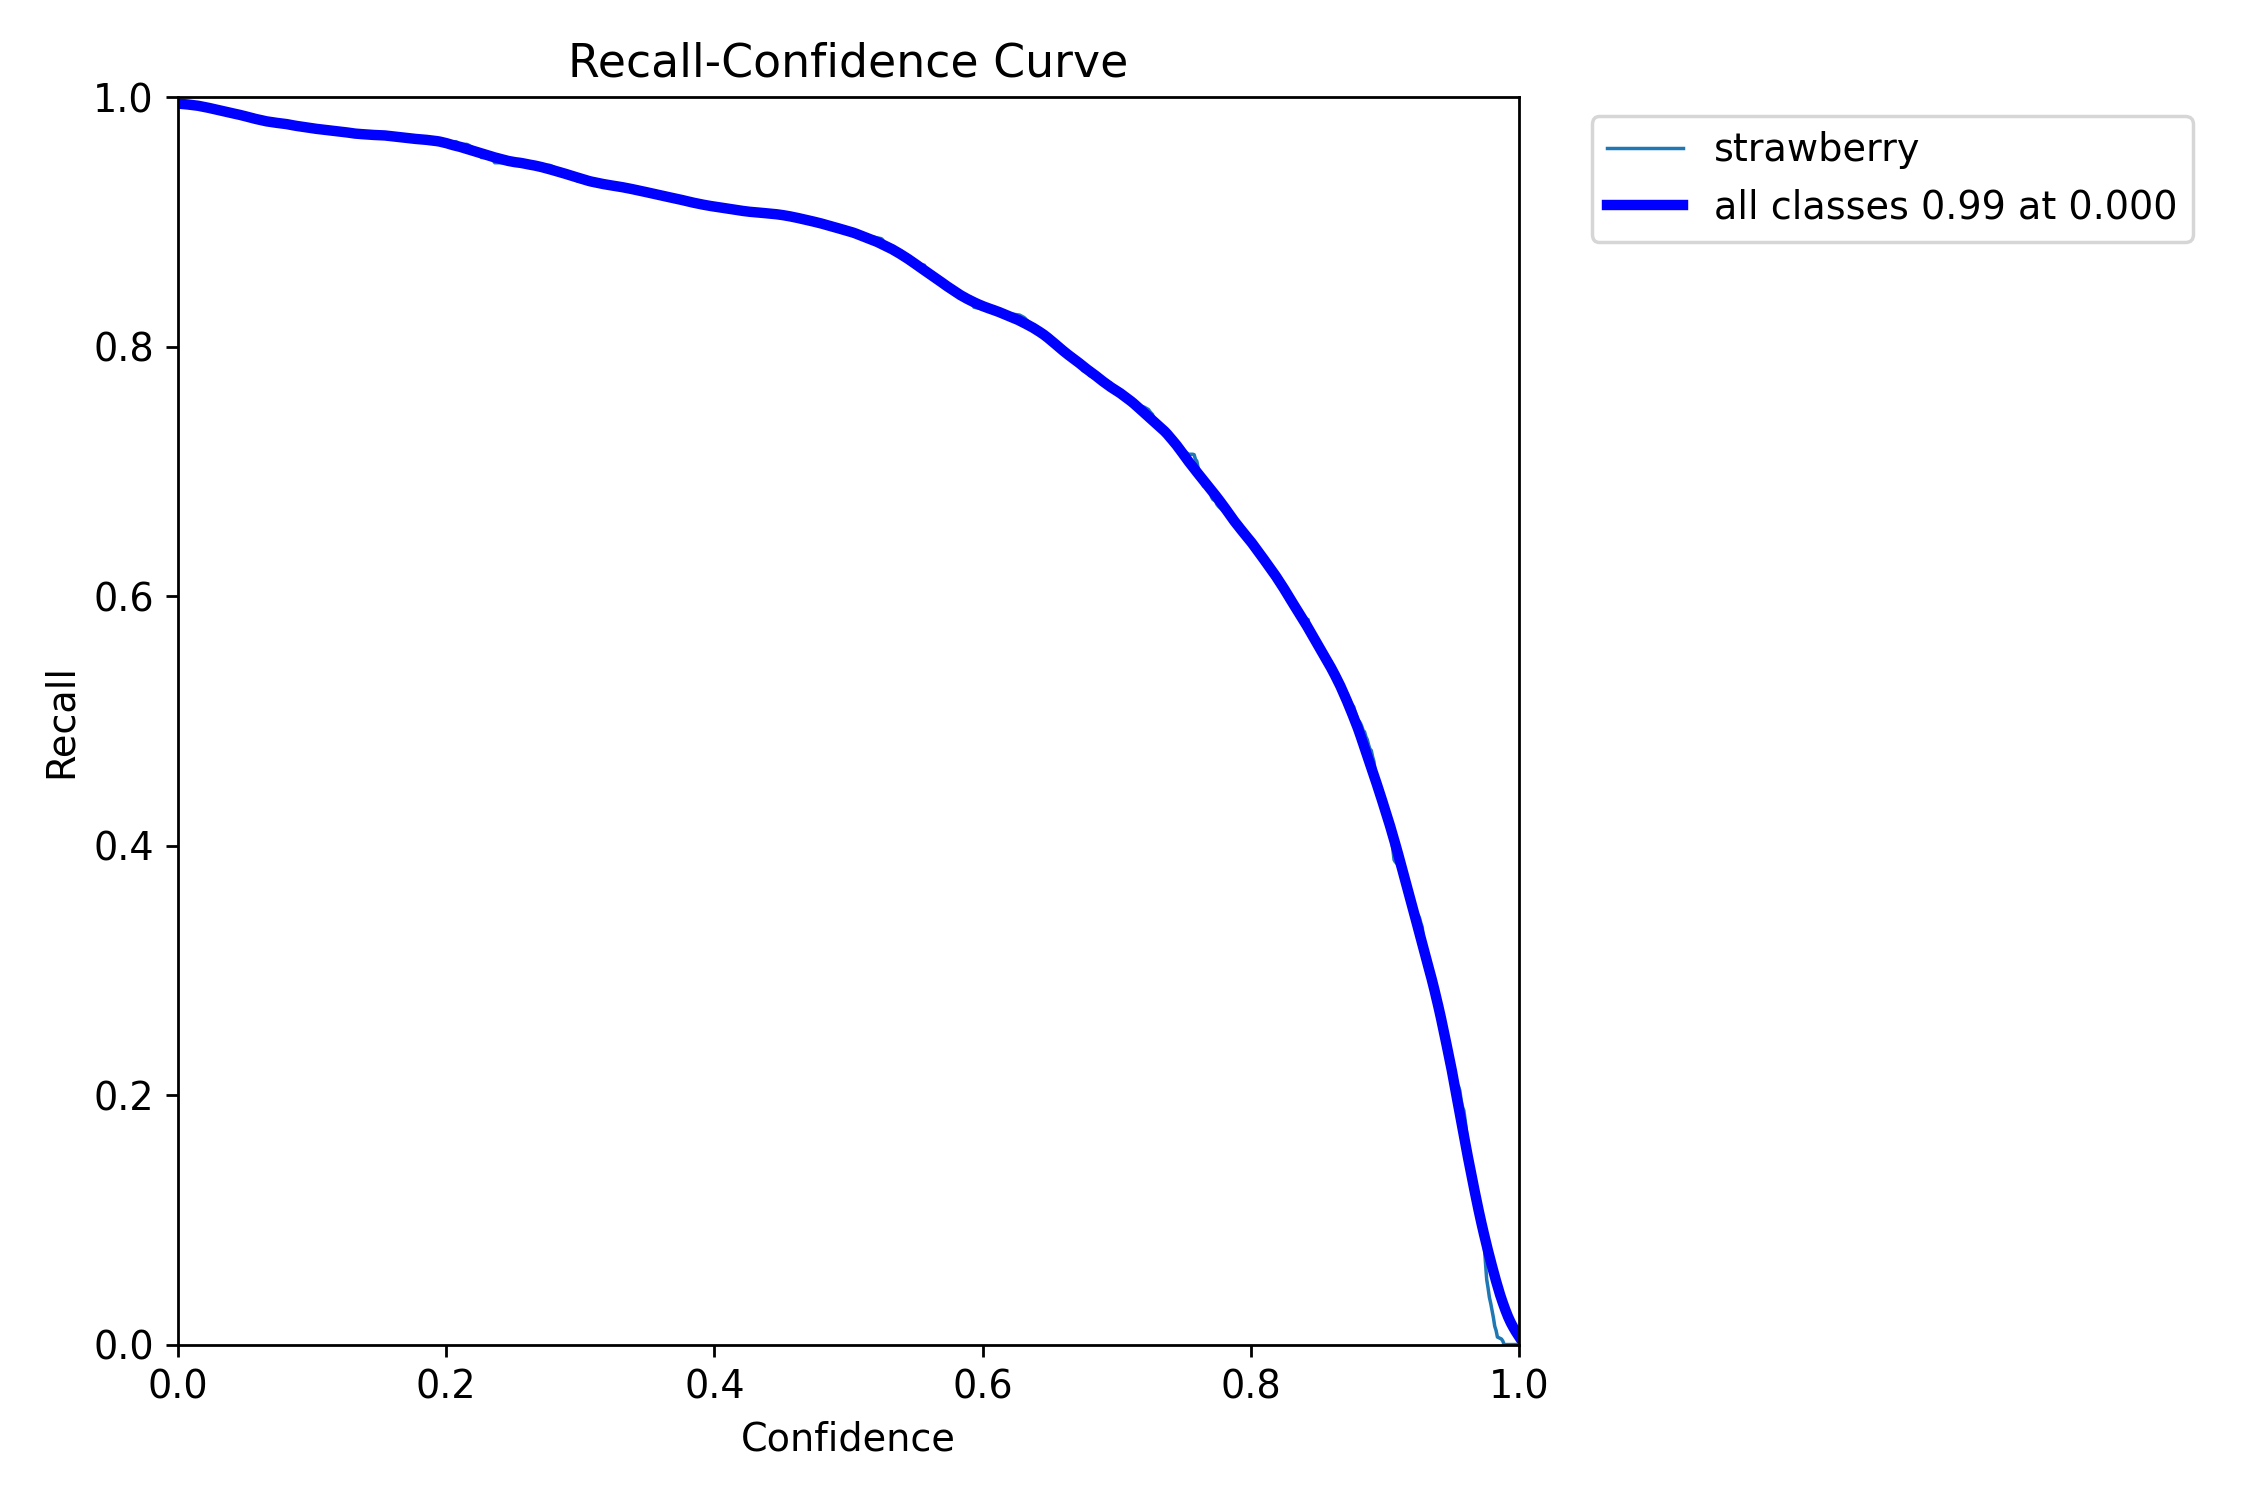 Recall-Confidence Curve
strawberry
all classes 0.99 at 0.000
1.0
0.8
0.6
0.4
0.2
0.0
Recall
0.0 0.2 0.4 0.6 0.8 1.0
Confidence